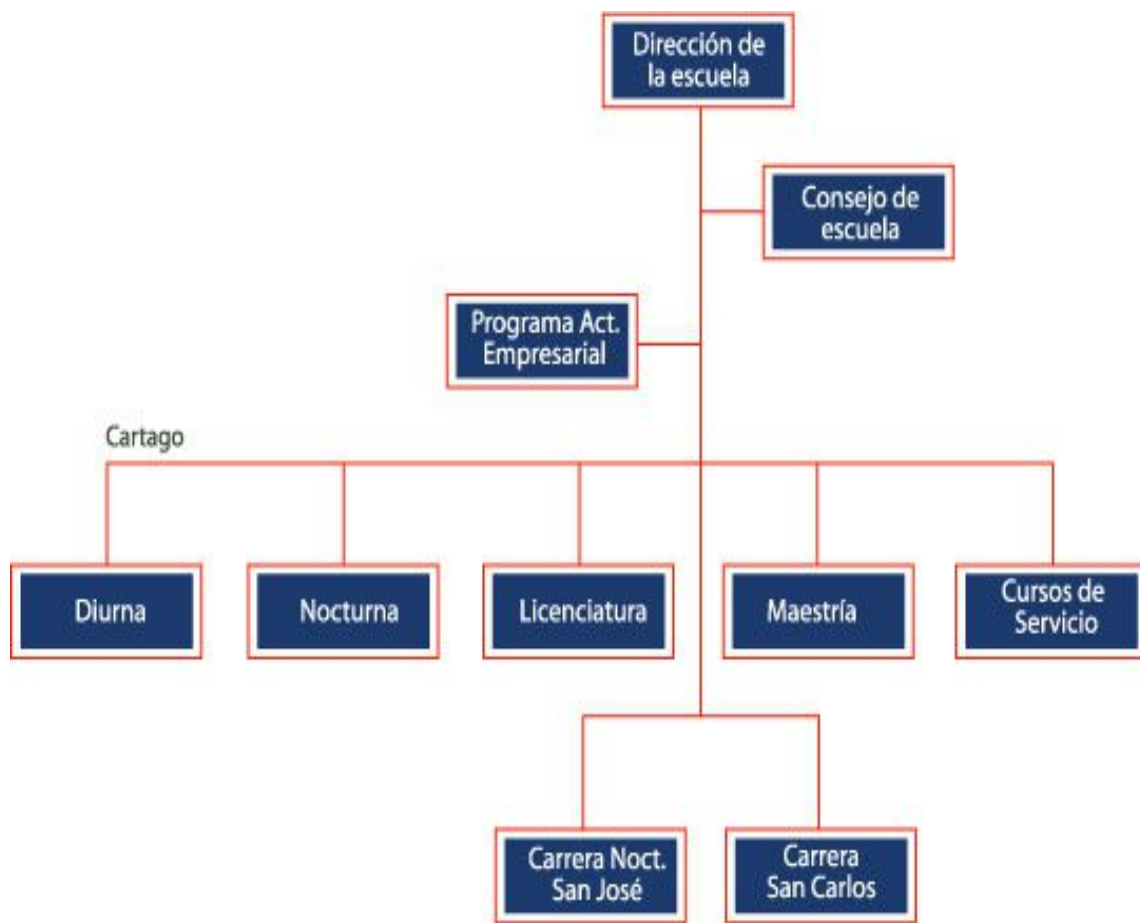 Dirección de
la escuela
Consejo de
escuela
Programa Act.
Empresarial
Cartago
Diurna
Nocturna
Licenciatura
Maestría
Cursos de
Servicio
Carrera Noct.
San José
Carrera
San Carlos